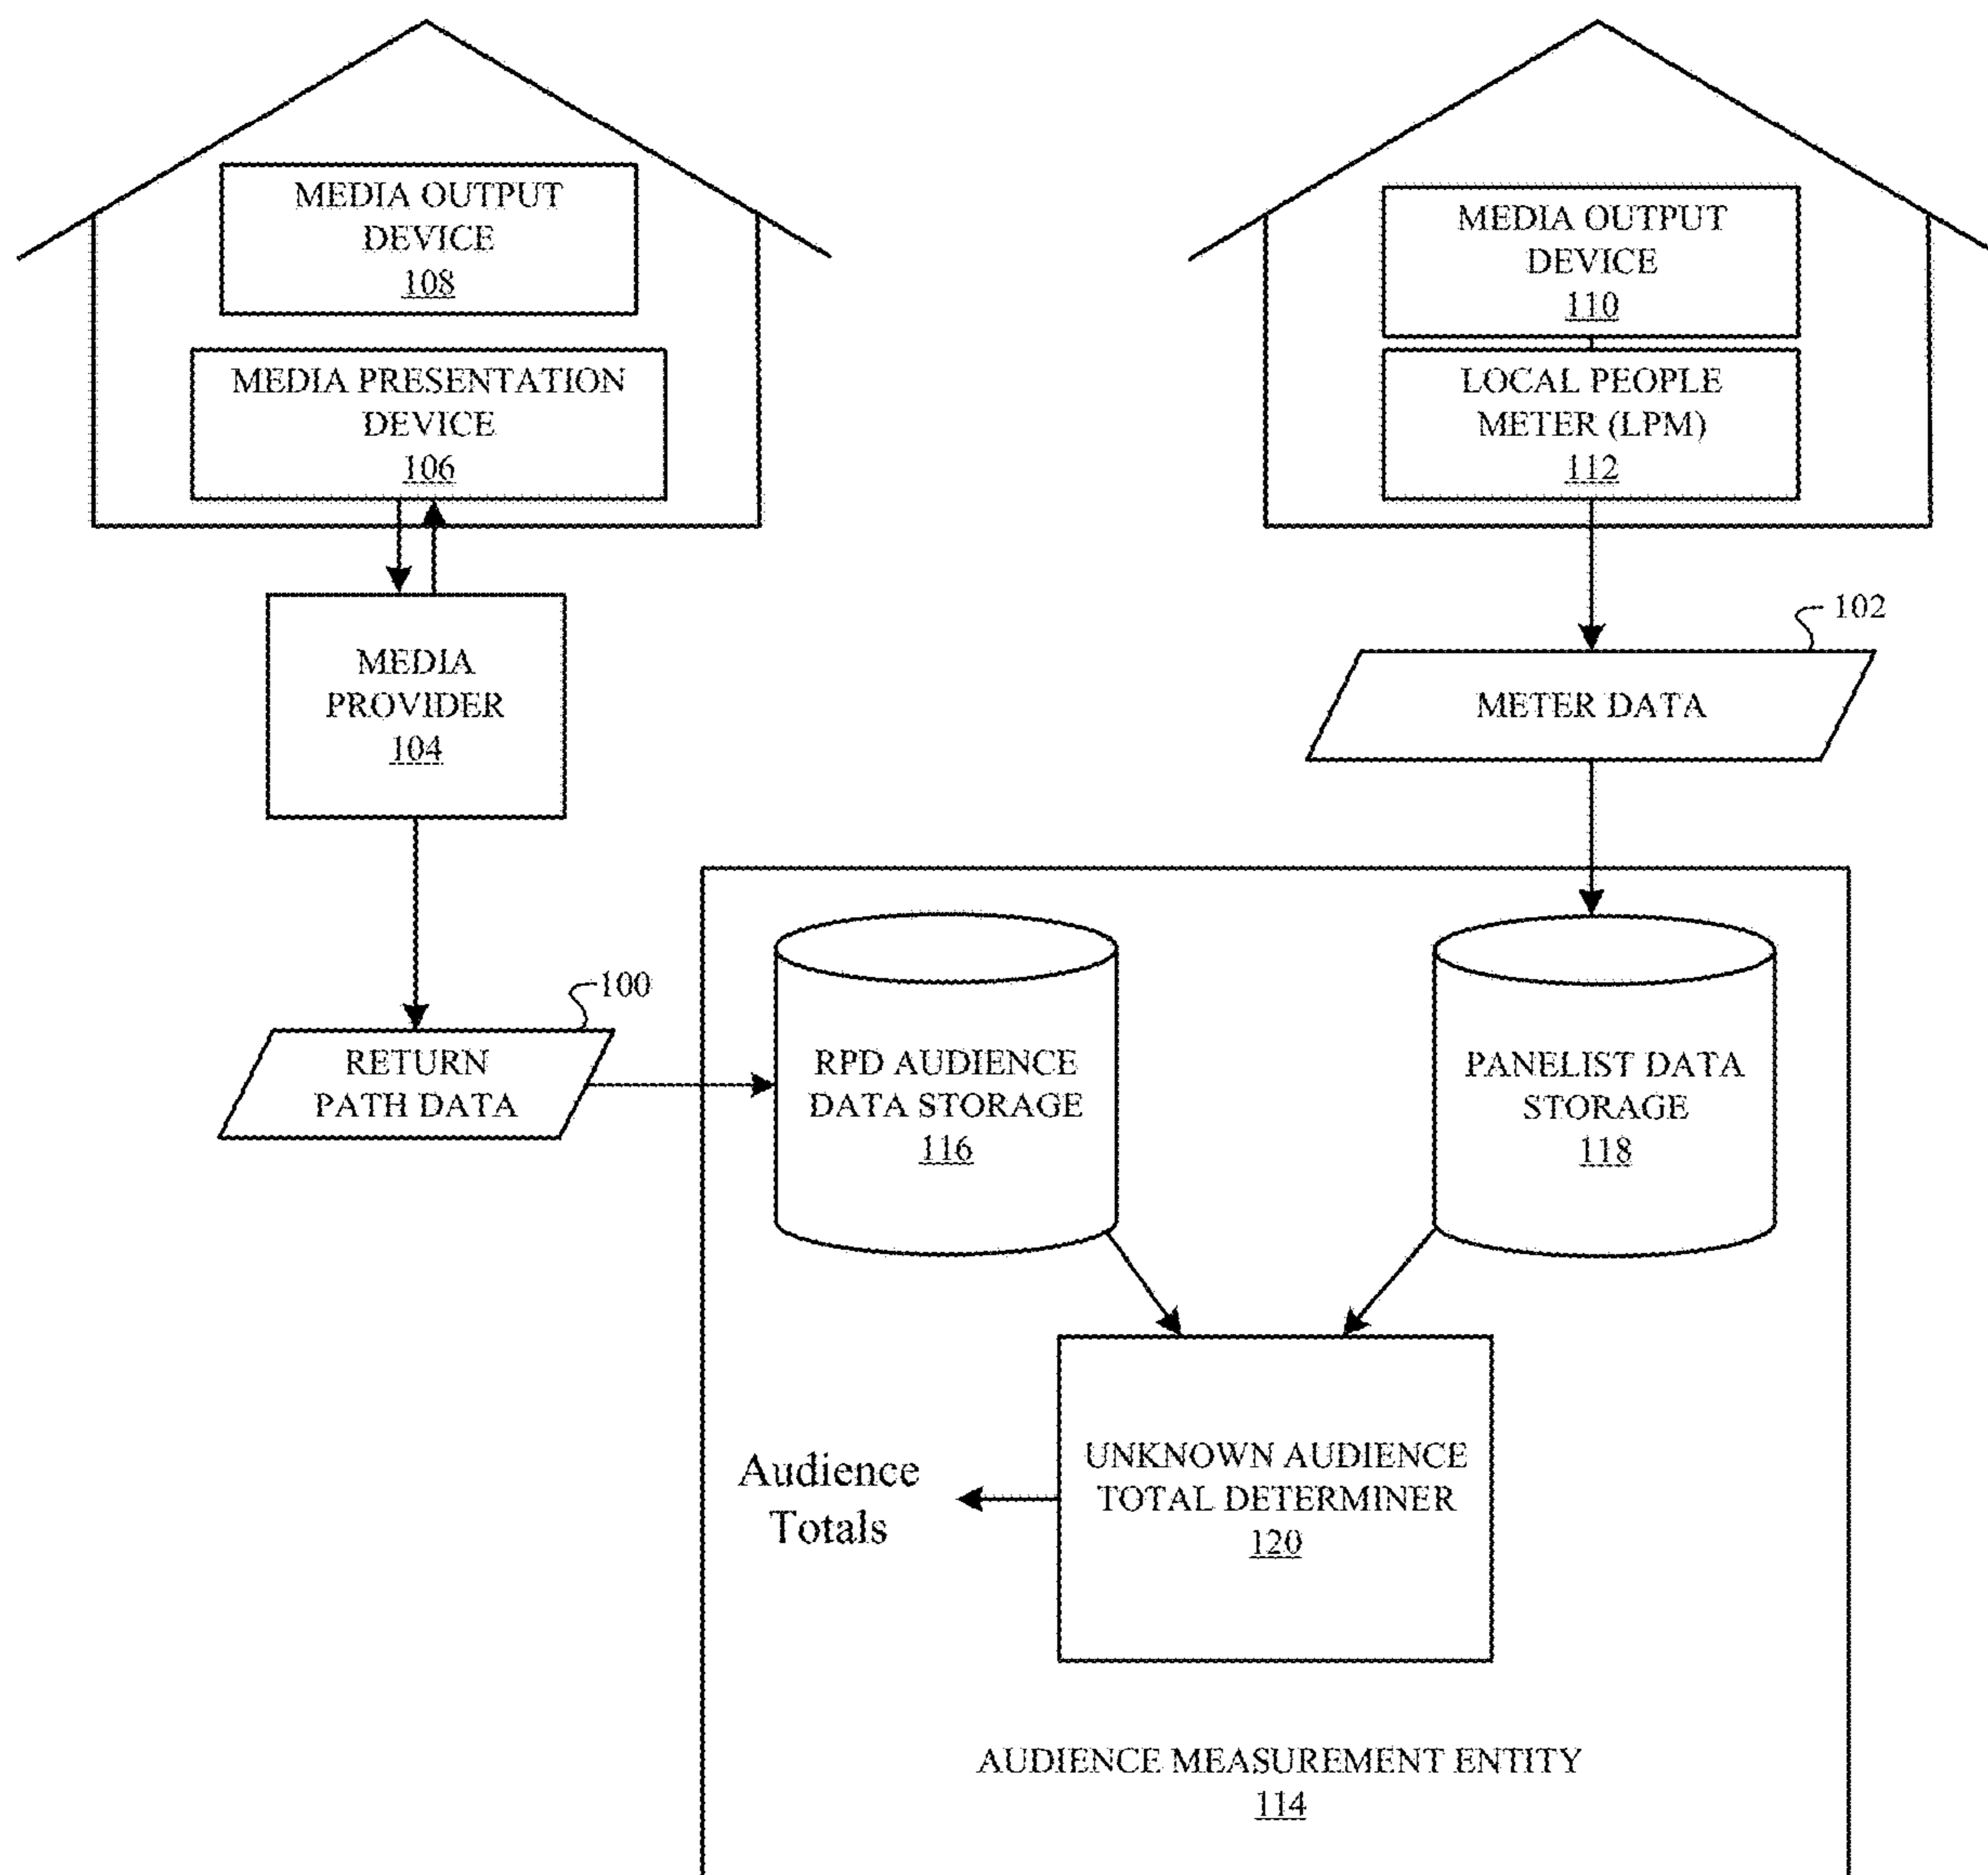 MEDIA OUTPUT
DEVICE
108
MEDIA PRESENTATION
DEVICE
106
MEDIA OUTPUT
DEVICE
110
LOCAL PEOPLE
METER (LPM)
112
MEDIA
PROVIDER
104
102
METER DATA
100
RETURN
PATH DATA
RPD AUDIENCE
DATA STORAGE
116
PANELIST DATA
STORAGE
118
Audience
Totals
UNKNOWN AUDIENCE
TOTAL DETERMINER
120
AUDIENCE MEASUREMENT ENTITY
114